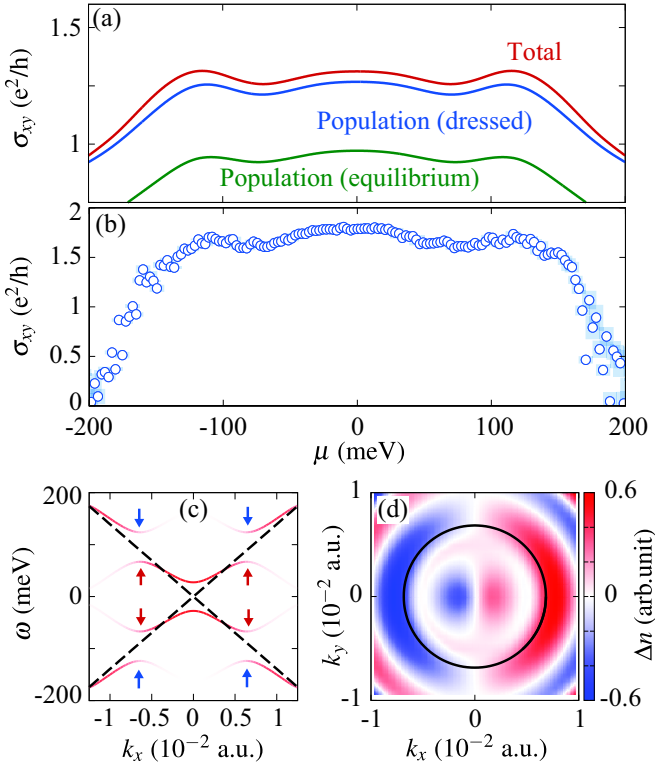 (a)
1.5
1
σxy (e²/h)
Total
Population (dressed)
Population (equilibrium)
(b)
2
1.5
1
0.5
0
σxy (e²/h)
-200 -100 0 100 200
μ (meV)
(c)
200
0
-200
ω (meV)
-1 -0.5 0 0.5 1
kx (10⁻² a.u.)
(d)
1
0
-1
ky (10⁻² a.u.)
-1 0 1
kx (10⁻² a.u.)
0.6
0
-0.6
Δn (arb.unit)